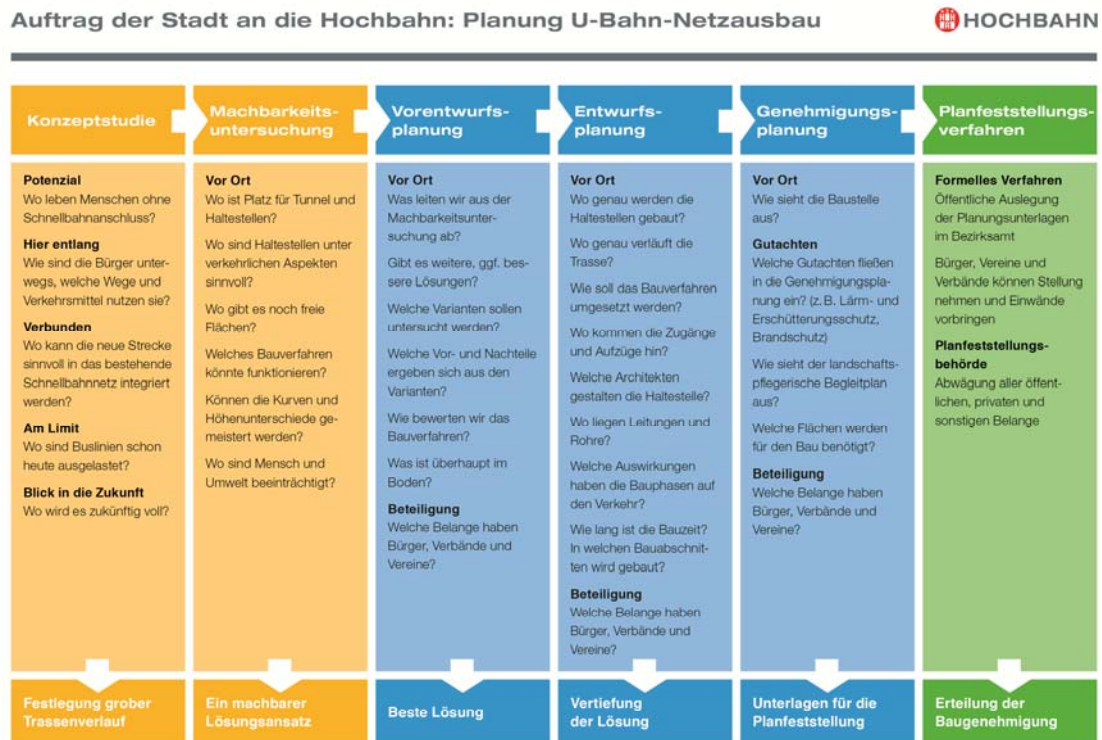 Auftrag der Stadt an die Hochbahn: Planung U-Bahn-Netzausbau
HOCHBAHN
Konzeptstudie
Potenzial
Wo leben Menschen ohne
Schnellbahnanschluss?
Hier entlang
Wie sind die Bürger unter-
wegs, welche Wege und
Verkehrsmittel nutzen sie?
Verbunden
Wo kann die neue Strecke
sinnvoll in das bestehende
Schnellbahnnetz integriert
werden?
Am Limit
Wo sind Buslinien schon
heute ausgelastet?
Blick in die Zukunft
Wo wird es zukünftig voll?
Festlegung grober
Trassenverlauf
Machbarkeits-
untersuchung
Vor Ort
Wo ist Platz für Tunnel und
Haltestellen?
Wo sind Haltestellen unter
verkehrlichen Aspekten
sinnvoll?
Wo gibt es noch freie
Flächen?
Welches Bauverfahren
könnte funktionieren?
Können die Kurven und
Höhenunterschiede ge-
meistert werden?
Wo sind Mensch und
Umwelt beeinträchtigt?
Ein machbarer
Lösungsansatz
Vorentwurfs-
planung
Vor Ort
Was leiten wir aus der
Machbarkeitsunter-
suchung ab?
Gibt es weitere, ggf. bes-
sere Lösungen?
Welche Varianten sollen
untersucht werden?
Welche Vor- und Nachteile
ergeben sich aus den
Varianten?
Wie bewerten wir das
Bauverfahren?
Was ist überhaupt im
Boden?
Beteiligung
Welche Belange haben
Bürger, Verbände und
Vereine?
Beste Lösung
Entwurfs-
planung
Vor Ort
Wo genau werden die
Haltestellen gebaut?
Wo genau verläuft die
Trasse?
Wie soll das Bauverfahren
umgesetzt werden?
Wo kommen die Zugänge
und Aufzüge hin?
Welche Architekten
gestalten die Haltestelle?
Wo liegen Leitungen und
Rohre?
Welche Auswirkungen
haben die Bauphasen auf
den Verkehr?
Wie lang ist die Bauzeit?
In welchen Bauabschnit-
ten wird gebaut?
Beteiligung
Welche Belange haben
Bürger, Verbände und
Vereine?
Vertiefung
der Lösung
Genehmigungs-
planung
Vor Ort
Wie sieht die Baustelle
aus?
Gutachten
Welche Gutachten fließen
in die Genehmigungspla-
nung ein? (z. B. Lärm- und
Erschütterungsschutz,
Brandschutz)
Wie sieht der landschafts-
pflegerische Begleitplan
aus?
Welche Flächen werden
für den Bau benötigt?
Beteiligung
Welche Belange haben
Bürger, Verbände und
Vereine?
Unterlagen für die
Planfeststellung
Planfeststellungs-
verfahren
Formelles Verfahren
Öffentliche Auslegung
der Planungsunterlagen
im Bezirksamt
Bürger, Vereine und
Verbände können Stellung
nehmen und Einwände
vorbringen
Planfeststellungs-
behörde
Abwägung aller öffent-
lichen, privaten und
sonstigen Belange
Erteilung der
Baugenehmigung